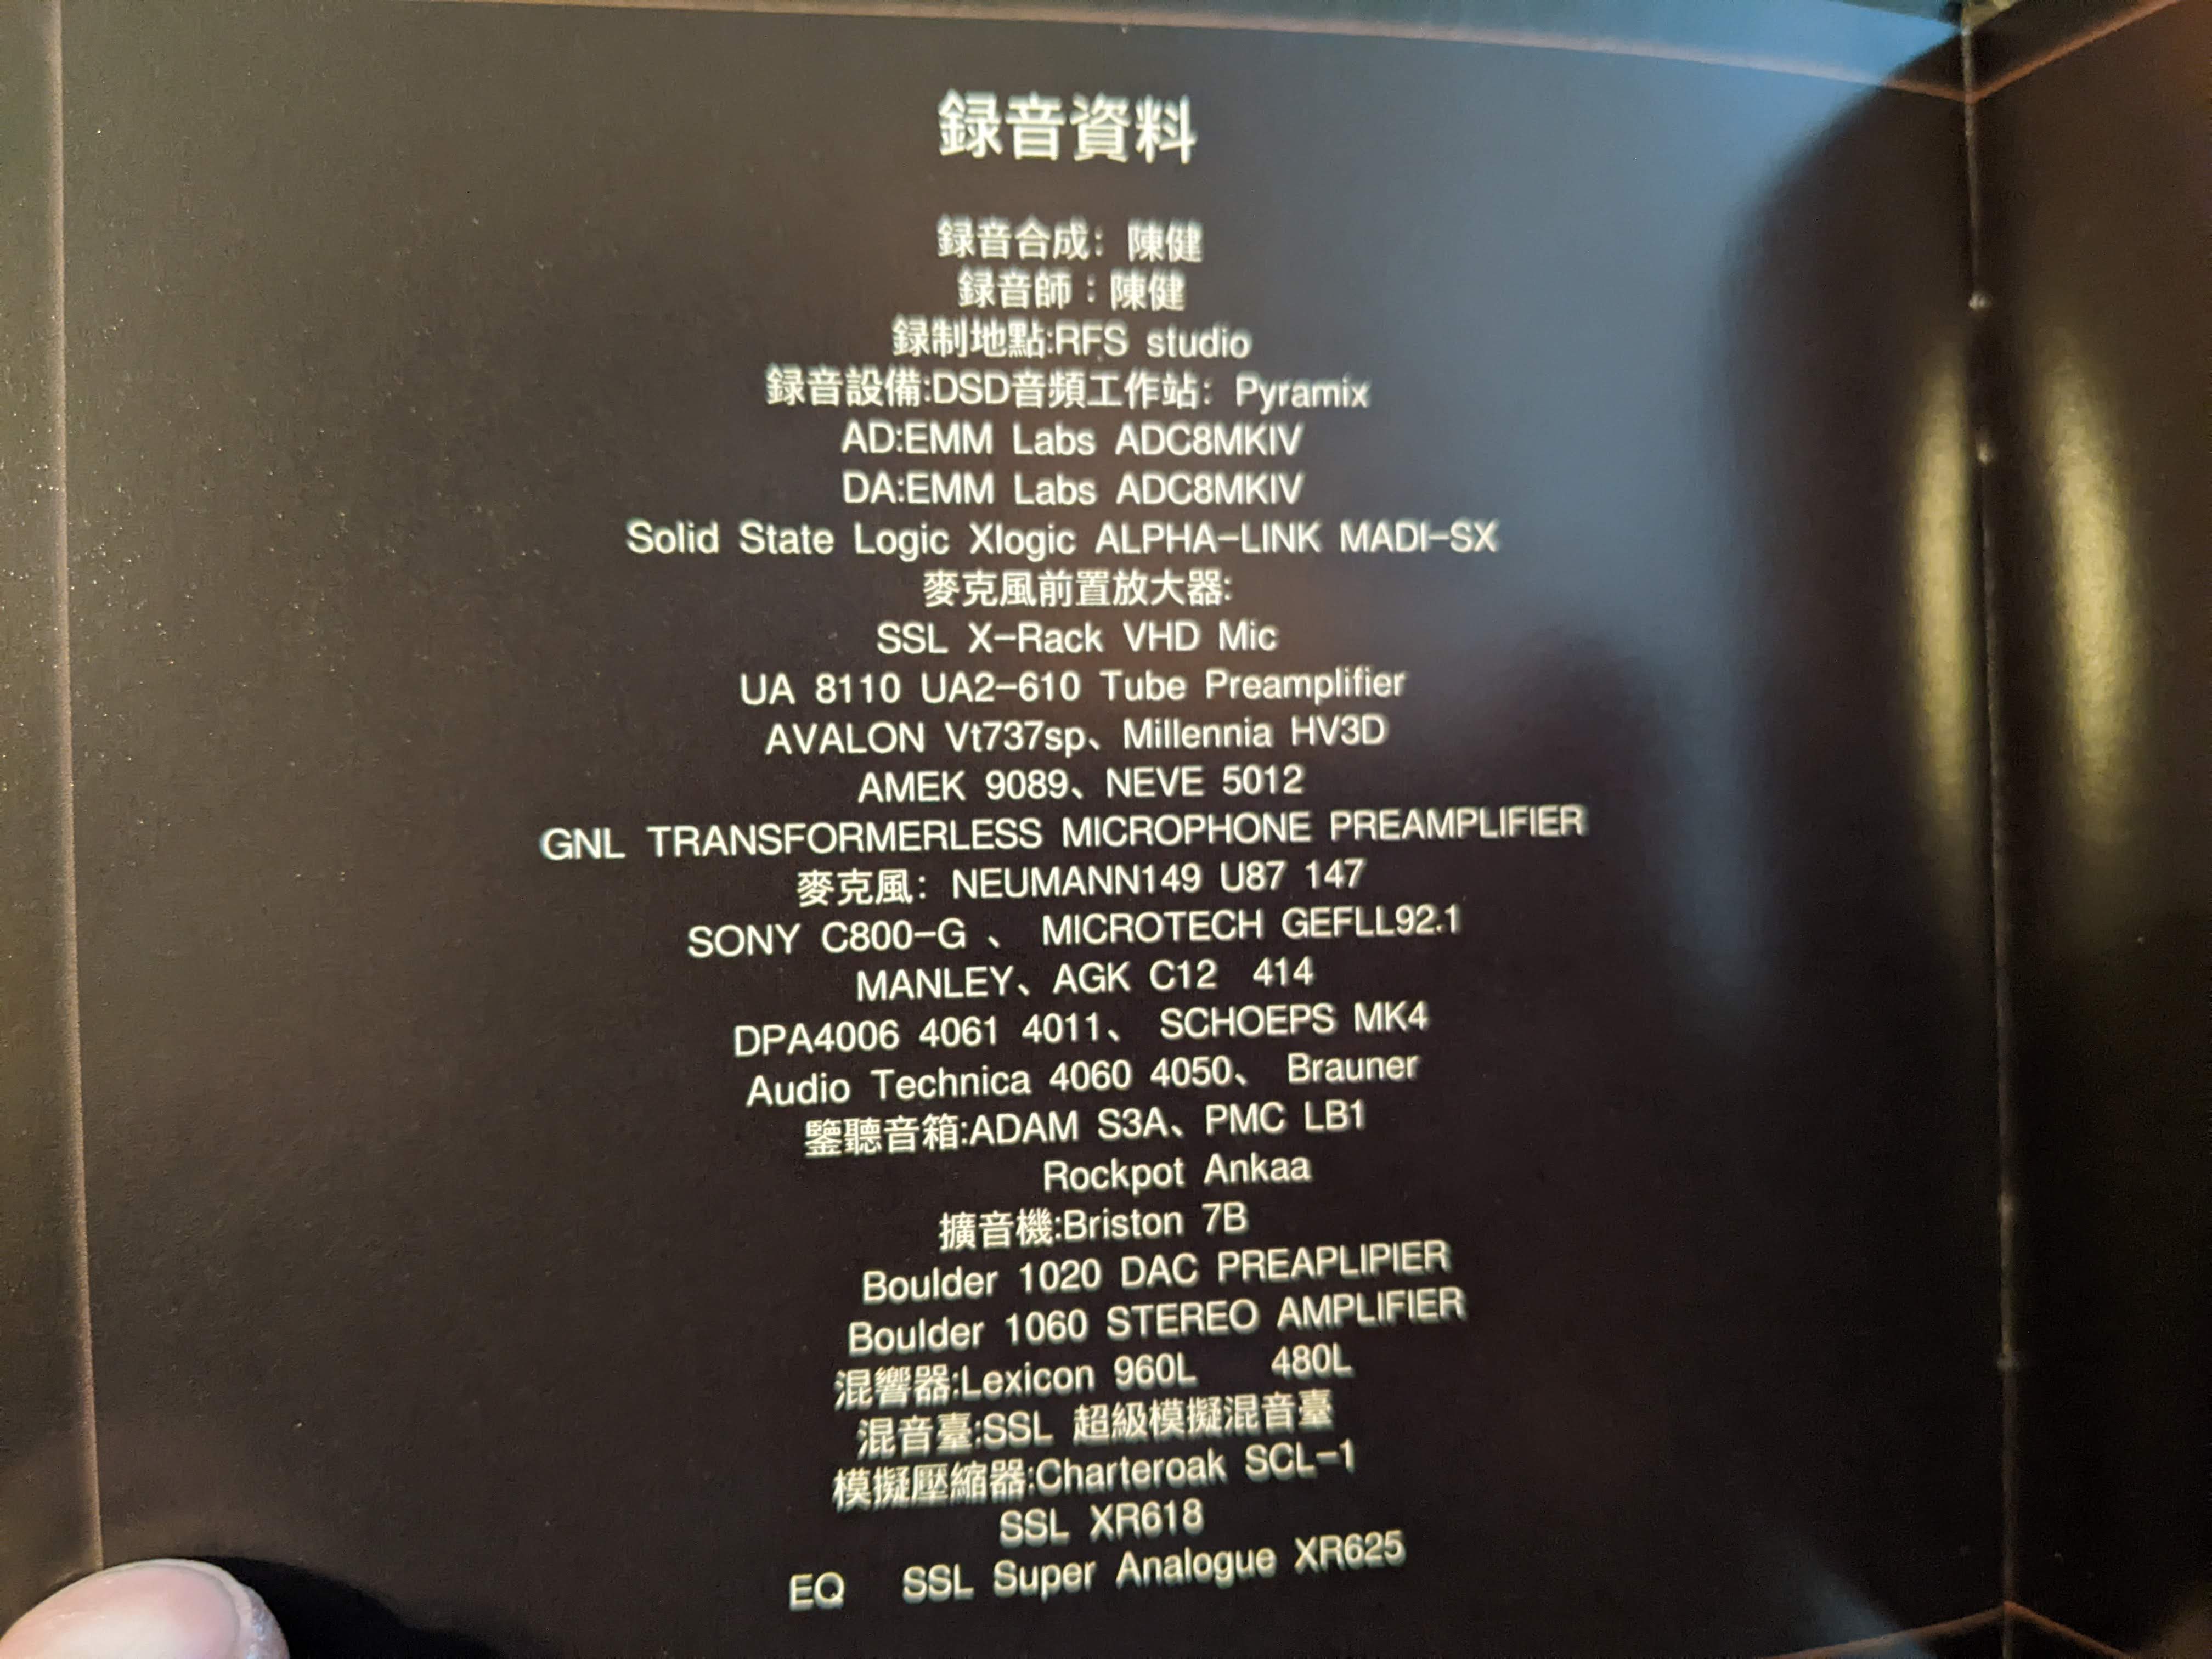 録音資料
録音合成：陳健
録音師：陳健
録制地點:RFS studio
録音設備:DSD音頻工作站：Pyramix
AD:EMM Labs ADC8MKIV
DA:EMM Labs ADC8MKIV
Solid State Logic Xlogic ALPHA-LINK MADI-SX
麥克風前置放大器:
SSL X-Rack VHD Mic
UA 8110 UA2-610 Tube Preamplifier
AVALON Vt737sp、Millennia HV3D
AMEK 9089、NEVE 5012
GNL TRANSFORMERLESS MICROPHONE PREAMPLIFIER
麥克風：NEUMANN149 U87 147
SONY C800-G 、 MICROTECH GEFLL92.1
MANLEY、AGK C12 414
DPA4006 4061 4011、 SCHOEPS MK4
Audio Technica 4060 4050、 Brauner
鑒聽音箱:ADAM S3A、PMC LB1
Rockpot Ankaa
擴音機:Briston 7B
Boulder 1020 DAC PREAPLIPIER
Boulder 1060 STEREO AMPLIFIER
混響器:Lexicon 960L 480L
混音臺:SSL 超級模擬混音臺
模擬壓縮器:Charteroak SCL-1
SSL XR618
EQ SSL Super Analogue XR625